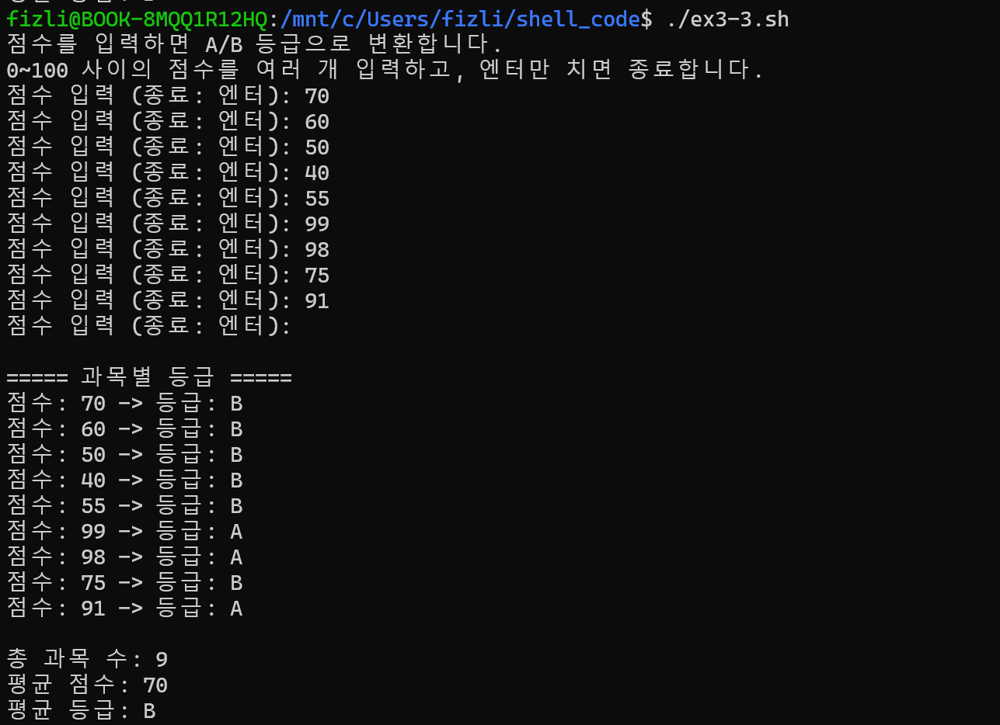 fizli@BOOK-8MQQ1R12HQ:/mnt/c/Users/fizli/shell_code$ ./ex3-3.sh
점수를 입력하면 A/B 등급으로 변환합니다.
0~100 사이의 점수를 여러 개 입력하고, 엔터만 치면 종료합니다.
점수 입력 (종료: 엔터): 70
점수 입력 (종료: 엔터): 60
점수 입력 (종료: 엔터): 50
점수 입력 (종료: 엔터): 40
점수 입력 (종료: 엔터): 55
점수 입력 (종료: 엔터): 99
점수 입력 (종료: 엔터): 98
점수 입력 (종료: 엔터): 75
점수 입력 (종료: 엔터): 91
점수 입력 (종료: 엔터):
===== 과목별 등급 =====
점수: 70 -> 등급: B
점수: 60 -> 등급: B
점수: 50 -> 등급: B
점수: 40 -> 등급: B
점수: 55 -> 등급: B
점수: 99 -> 등급: A
점수: 98 -> 등급: A
점수: 75 -> 등급: B
점수: 91 -> 등급: A
총 과목 수: 9
평균 점수: 70
평균 등급: B